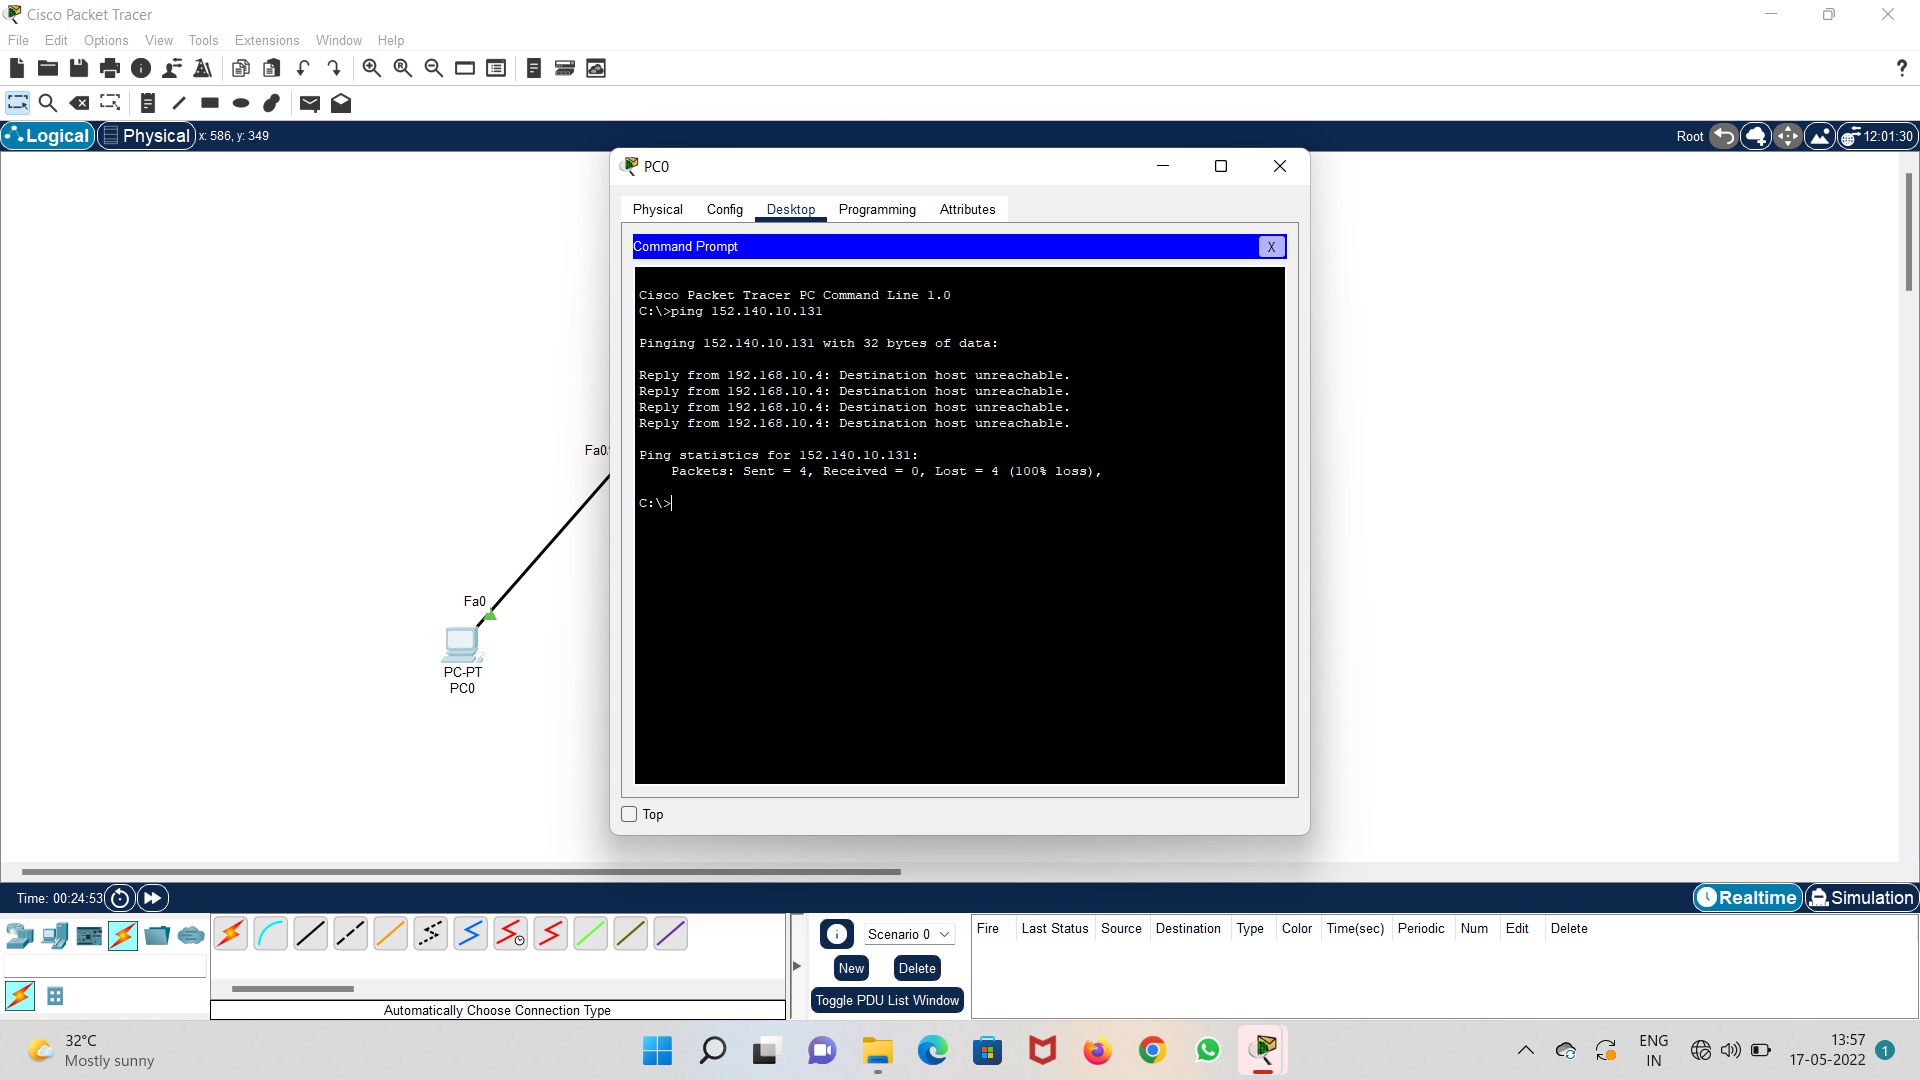 Cisco Packet Tracer
File Edit Options View Tools Extensions Window Help
Logical Physical x: 586, y: 349 Root 12:01:30
PC0
Physical Config Desktop Programming Attributes
Command Prompt X
Cisco Packet Tracer PC Command Line 1.0
C:\>ping 152.140.10.131
Pinging 152.140.10.131 with 32 bytes of data:
Reply from 192.168.10.4: Destination host unreachable.
Reply from 192.168.10.4: Destination host unreachable.
Reply from 192.168.10.4: Destination host unreachable.
Reply from 192.168.10.4: Destination host unreachable.
Ping statistics for 152.140.10.131:
Packets: Sent = 4, Received = 0, Lost = 4 (100% loss),
C:\>
Top
Fa0
PC-PT
PC0
Time: 00:24:53 Realtime Simulation
Scenario 0
New Delete
Toggle PDU List Window
Fire Last Status Source Destination Type Color Time(sec) Periodic Num Edit Delete
Automatically Choose Connection Type
32°C
Mostly sunny
ENG
IN
13:57
17-05-2022
1